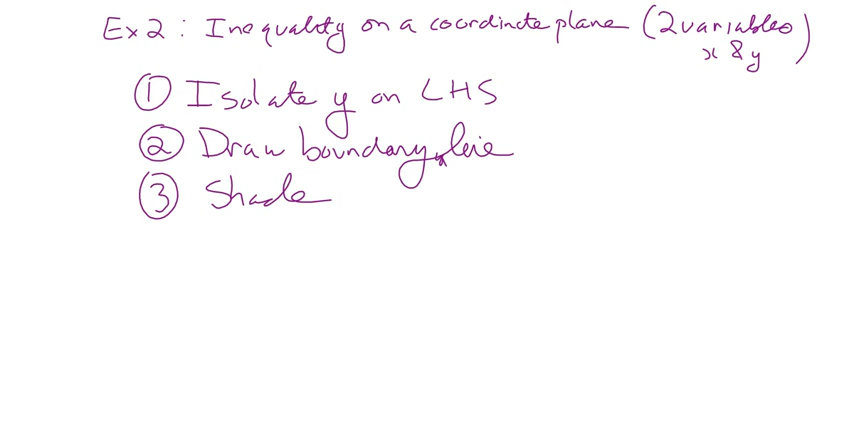 Ex 2 : Inequality on a coordinate plane (2 variables
x & y)
① Isolate y on LHS
② Draw boundary line
③ Shade